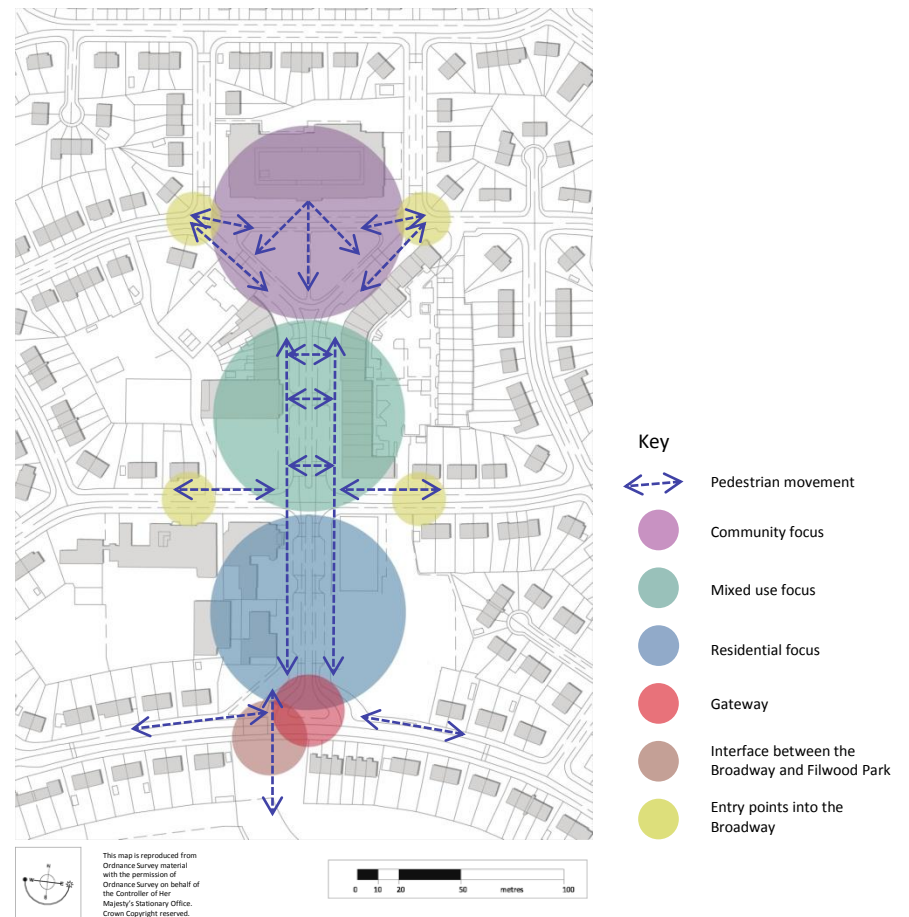 Key
Pedestrian movement
Community focus
Mixed use focus
Residential focus
Gateway
Interface between the
Broadway and Filwood Park
Entry points into the
Broadway
This map is reproduced from
Ordnance Survey material
with the permission of
Ordnance Survey on behalf of
the Controller of Her
Majesty's Stationary Office.
Crown Copyright reserved.
0 10 20 50 metres 100